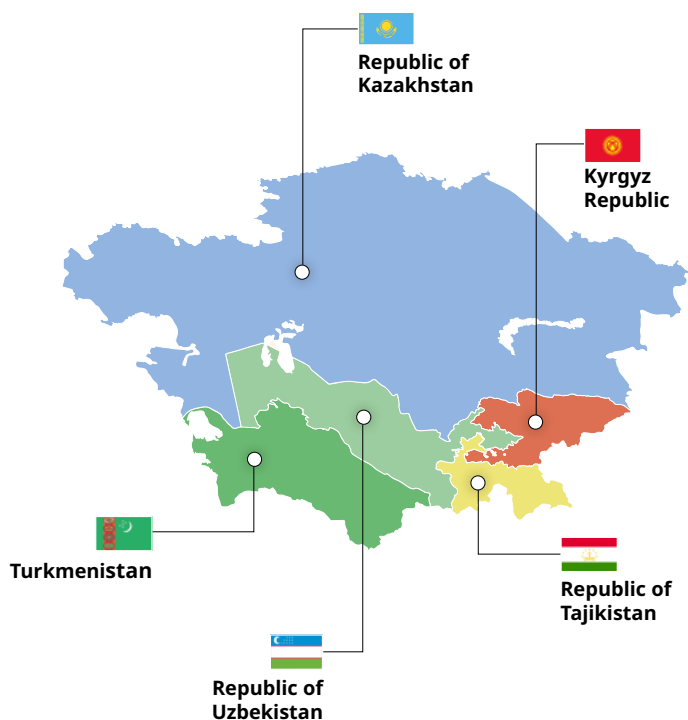 Republic of
Kazakhstan
Kyrgyz
Republic
Turkmenistan
Republic of
Tajikistan
Republic of
Uzbekistan